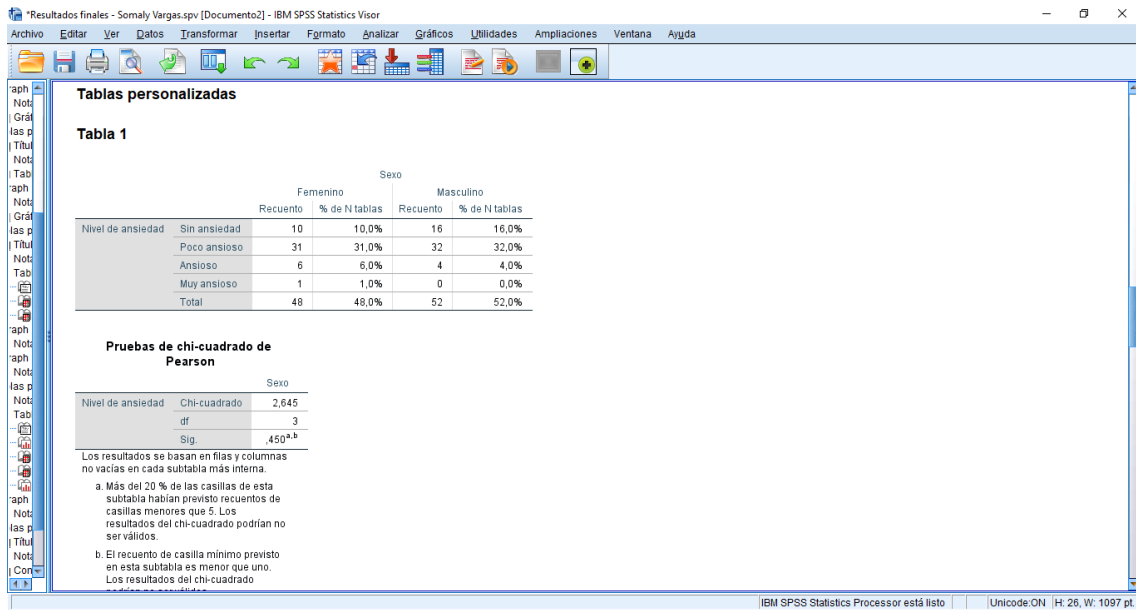 *Resultados finales - Somaly Vargas.spv [Documento2] - IBM SPSS Statistics Visor
Archivo Editar Ver Datos Transformar Insertar Formato Analizar Gráficos Utilidades Ampliaciones Ventana Ayuda
Tablas personalizadas
Tabla 1
Sexo
Femenino Masculino
Recuento % de N tablas Recuento % de N tablas
Nivel de ansiedad Sin ansiedad 10 10,0% 16 16,0%
Poco ansioso 31 31,0% 32 32,0%
Ansioso 6 6,0% 4 4,0%
Muy ansioso 1 1,0% 0 0,0%
Total 48 48,0% 52 52,0%
Pruebas de chi-cuadrado de
Pearson
Sexo
Nivel de ansiedad Chi-cuadrado 2,645
df 3
Sig. ,450a,b
Los resultados se basan en filas y columnas
no vacías en cada subtabla más interna.
a. Más del 20 % de las casillas de esta
subtabla habían previsto recuentos de
casillas menores que 5. Los
resultados del chi-cuadrado podrían no
ser válidos.
b. El recuento de casilla mínimo previsto
en esta subtabla es menor que uno.
Los resultados del chi-cuadrado
IBM SPSS Statistics Processor está listo Unicode:ON H: 26, W: 1097 pt.